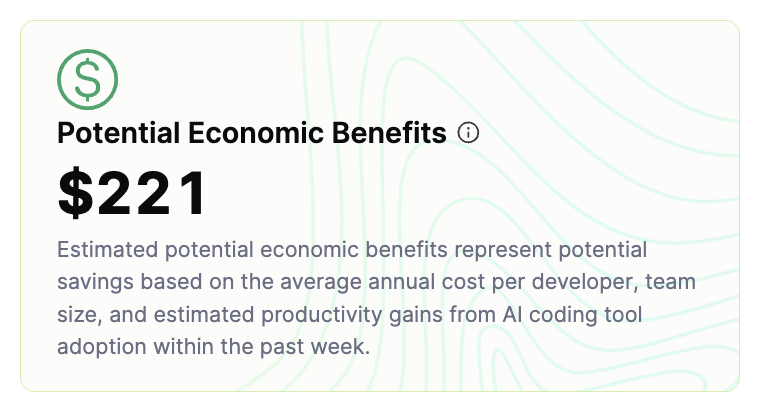 Potential Economic Benefits
$221
Estimated potential economic benefits represent potential
savings based on the average annual cost per developer, team
size, and estimated productivity gains from AI coding tool
adoption within the past week.